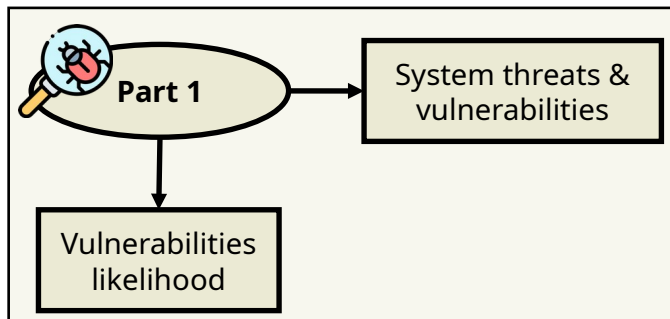 Part 1
System threats &
vulnerabilities
Vulnerabilities
likelihood